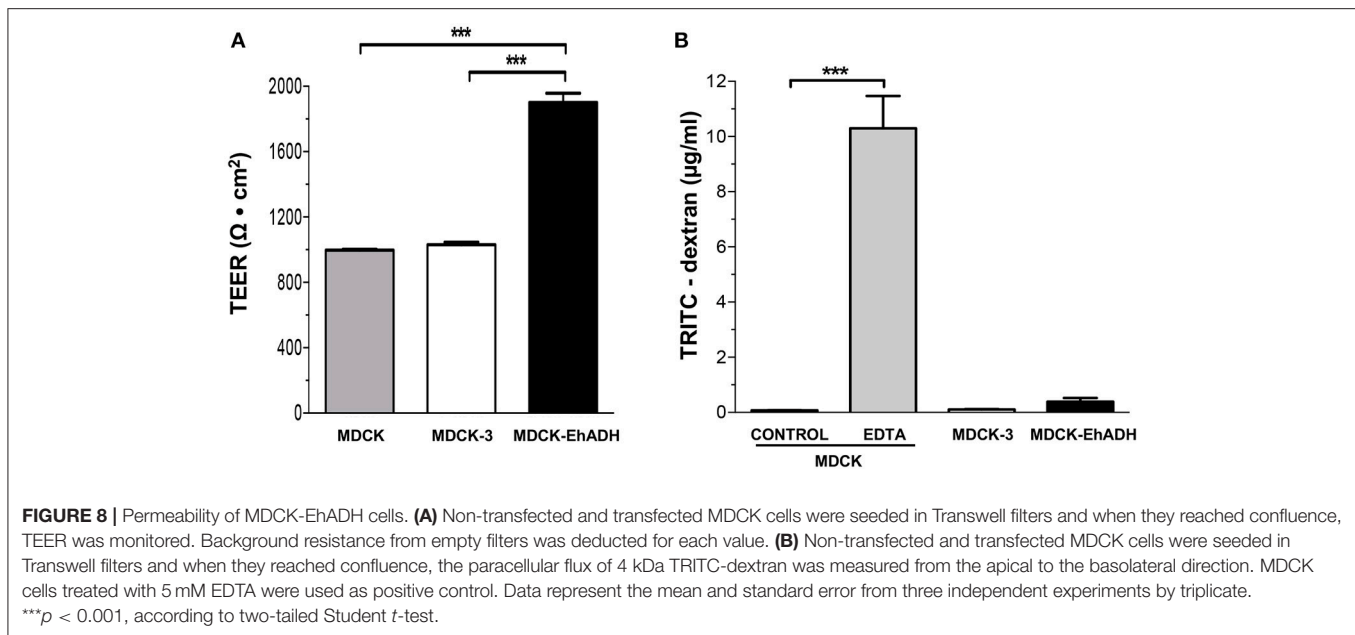 A
***
***
TEER (Ω • cm²)
2000
1600
1200
800
400
0
MDCK
MDCK-3
MDCK-EhADH
B
***
TRITC - dextran (µg/ml)
12
10
8
6
4
2
0
CONTROL
EDTA
MDCK-3
MDCK-EhADH
MDCK
FIGURE 8 | Permeability of MDCK-EhADH cells. (A) Non-transfected and transfected MDCK cells were seeded in Transwell filters and when they reached confluence,
TEER was monitored. Background resistance from empty filters was deducted for each value. (B) Non-transfected and transfected MDCK cells were seeded in
Transwell filters and when they reached confluence, the paracellular flux of 4 kDa TRITC-dextran was measured from the apical to the basolateral direction. MDCK
cells treated with 5 mM EDTA were used as positive control. Data represent the mean and standard error from three independent experiments by triplicate.
***p < 0.001, according to two-tailed Student t-test.